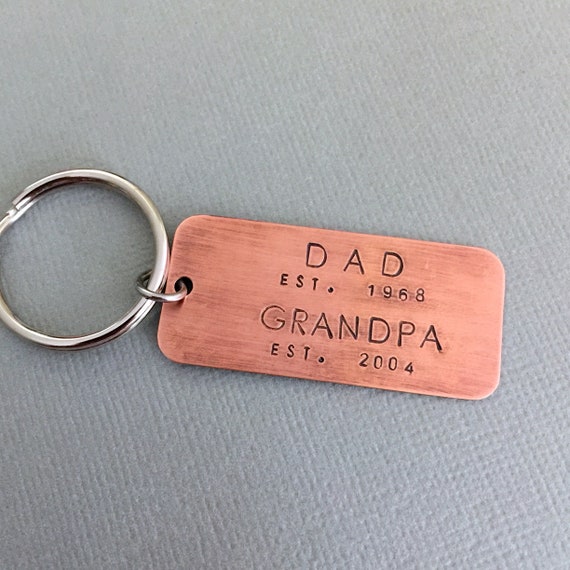 DAD
EST. 1968
GRANDPA
EST. 2004